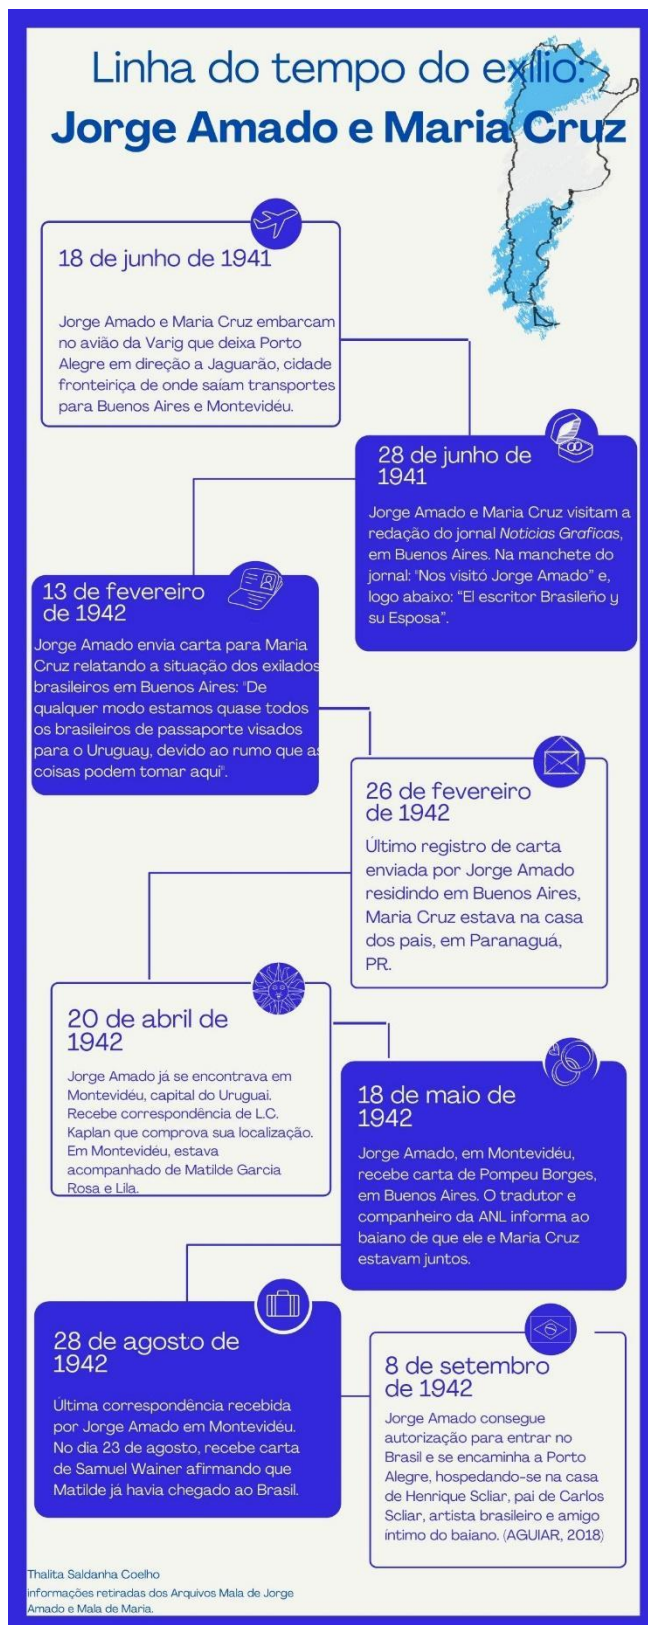 Linha do tempo do exílio:
Jorge Amado e Maria Cruz
18 de junho de 1941
Jorge Amado e Maria Cruz embarcam
no avião da Varig que deixa Porto
Alegre em direção a Jaguarão, cidade
fronteiriça de onde saíam transportes
para Buenos Aires e Montevidéu.
28 de junho de
1941
Jorge Amado e Maria Cruz visitam a
redação do jornal Noticias Graficas,
em Buenos Aires. Na manchete do
jornal: "Nos visitó Jorge Amado” e,
logo abaixo: “El escritor Brasileño y
su Esposa”.
13 de fevereiro
de 1942
Jorge Amado envia carta para Maria
Cruz relatando a situação dos exilados
brasileiros em Buenos Aires: "De
qualquer modo estamos quase todos
os brasileiros de passaporte visados
para o Uruguay, devido ao rumo que as
coisas podem tomar aqui".
26 de fevereiro
de 1942
Último registro de carta
enviada por Jorge Amado
residindo em Buenos Aires,
Maria Cruz estava na casa
dos pais, em Paranaguá,
PR.
20 de abril de
1942
Jorge Amado já se encontrava em
Montevidéu, capital do Uruguai.
Recebe correspondência de L.C.
Kaplan que comprova sua localização.
Em Montevidéu, estava
acompanhado de Matilde Garcia
Rosa e Lila.
18 de maio de
1942
Jorge Amado, em Montevidéu,
recebe carta de Pompeu Borges,
em Buenos Aires. O tradutor e
companheiro da ANL informa ao
baiano de que ele e Maria Cruz
estavam juntos.
28 de agosto de
1942
Última correspondência recebida
por Jorge Amado em Montevidéu.
No dia 23 de agosto, recebe carta
de Samuel Wainer afirmando que
Matilde já havia chegado ao Brasil.
8 de setembro
de 1942
Jorge Amado consegue
autorização para entrar no
Brasil e se encaminha a Porto
Alegre, hospedando-se na casa
de Henrique Scliar, pai de Carlos
Scliar, artista brasileiro e amigo
íntimo do baiano. (AGUIAR, 2018)
Thalita Saldanha Coelho
informações retiradas dos Arquivos Mala de Jorge
Amado e Mala de Maria.